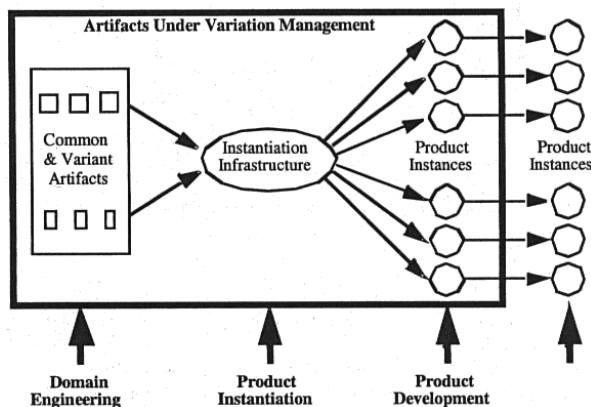 Artifacts Under Variation Management
Common
& Variant
Artifacts
Instantiation
Infrastructure
Product
Instances
Product
Instances
Domain
Engineering
Product
Instantiation
Product
Development